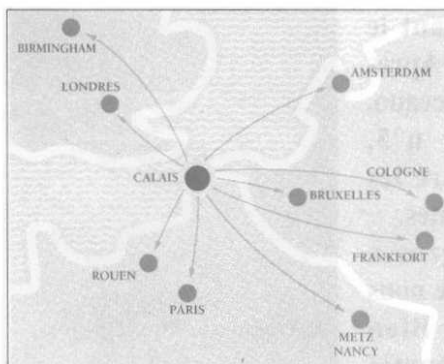 BIRMINGHAM
AMSTERDAM
LONDRES
CALAIS
COLOGNE
BRUXELLES
FRANKFORT
ROUEN
PARIS
METZ
NANCY